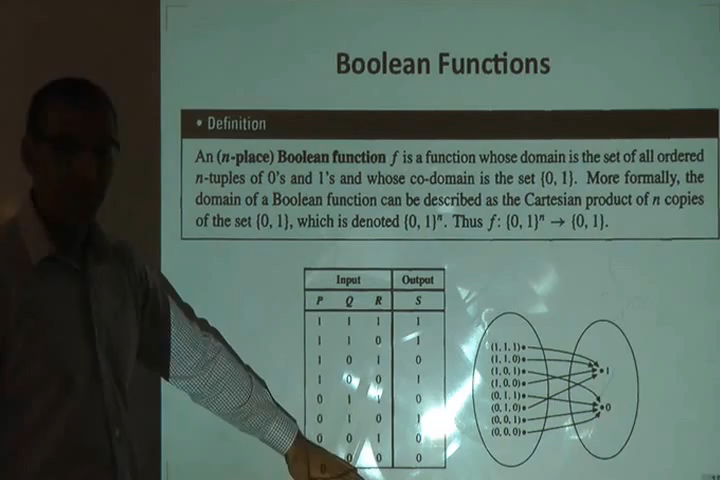 Boolean Functions
• Definition
An (n-place) Boolean function f is a function whose domain is the set of all ordered
n-tuples of 0's and 1's and whose co-domain is the set {0, 1}. More formally, the
domain of a Boolean function can be described as the Cartesian product of n copies
of the set {0, 1}, which is denoted {0, 1}ⁿ. Thus f: {0, 1}ⁿ → {0, 1}.
Input Output
P Q R S
1 1 1 1
1 1 0 1
1 0 1 0
1 0 0 1
0 1 1 0
0 1 0 1
0 0 1 0
0 0 0 0
(1, 1, 1)
(1, 1, 0)
(1, 0, 1)
(1, 0, 0)
(0, 1, 1)
(0, 1, 0)
(0, 0, 1)
(0, 0, 0)
1
0